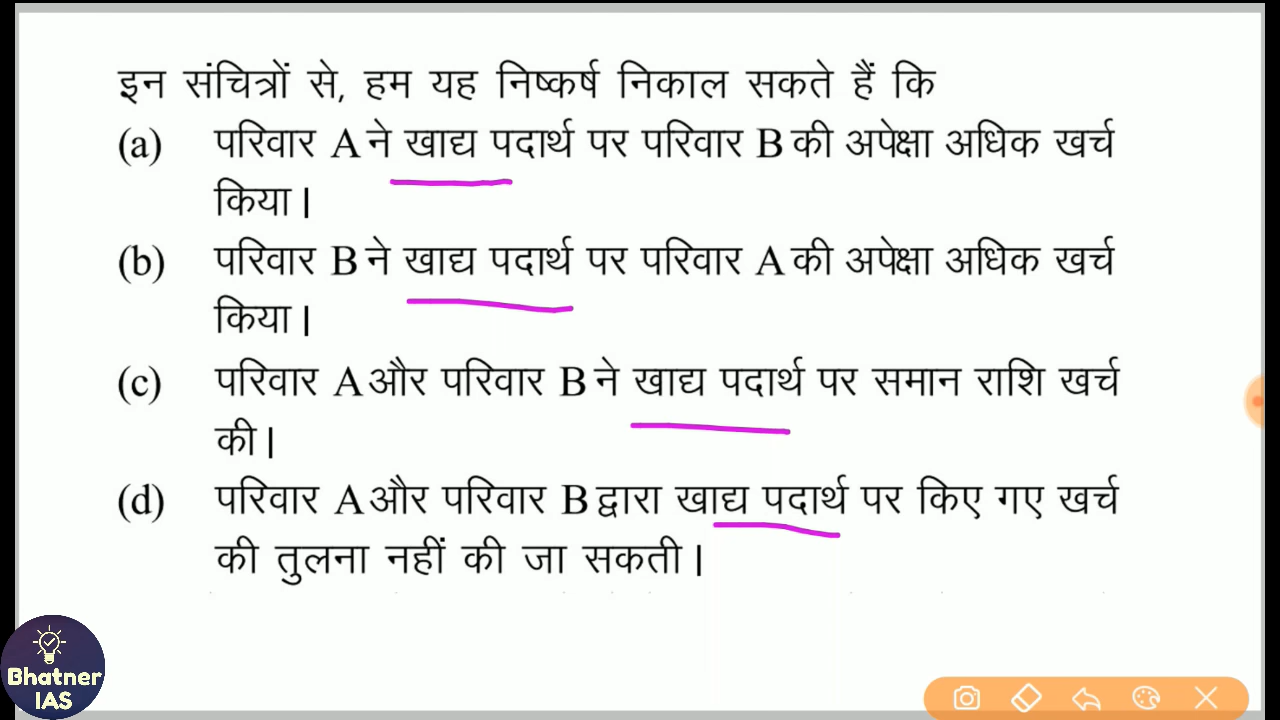 इन संचित्रों से, हम यह निष्कर्ष निकाल सकते हैं कि
(a) परिवार A ने खाद्य पदार्थ पर परिवार B की अपेक्षा अधिक खर्च
किया।
(b) परिवार B ने खाद्य पदार्थ पर परिवार A की अपेक्षा अधिक खर्च
किया।
(c) परिवार A और परिवार B ने खाद्य पदार्थ पर समान राशि खर्च
की।
(d) परिवार A और परिवार B द्वारा खाद्य पदार्थ पर किए गए खर्च
की तुलना नहीं की जा सकती।
Bhatner
IAS